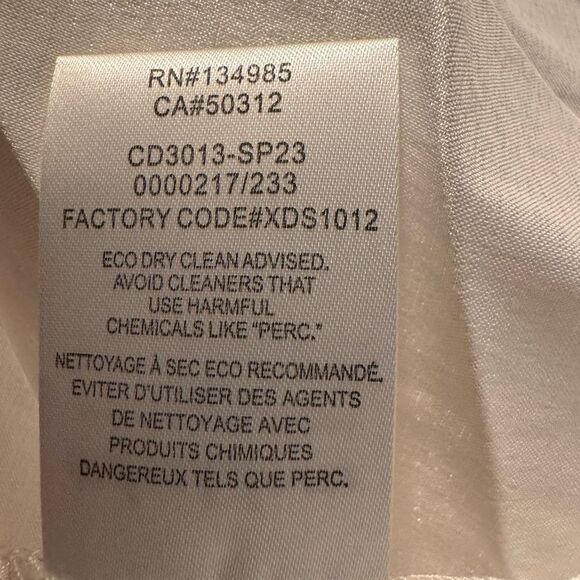 RN#134985
CA#50312
CD3013-SP23
0000217/233
FACTORY CODE#XDS1012
ECO DRY CLEAN ADVISED.
AVOID CLEANERS THAT
USE HARMFUL
CHEMICALS LIKE "PERC."
NETTOYAGE À SEC ECO RECOMMANDÉ.
EVITER D'UTILISER DES AGENTS
DE NETTOYAGE AVEC
PRODUITS CHIMIQUES
DANGEREUX TELS QUE PERC.